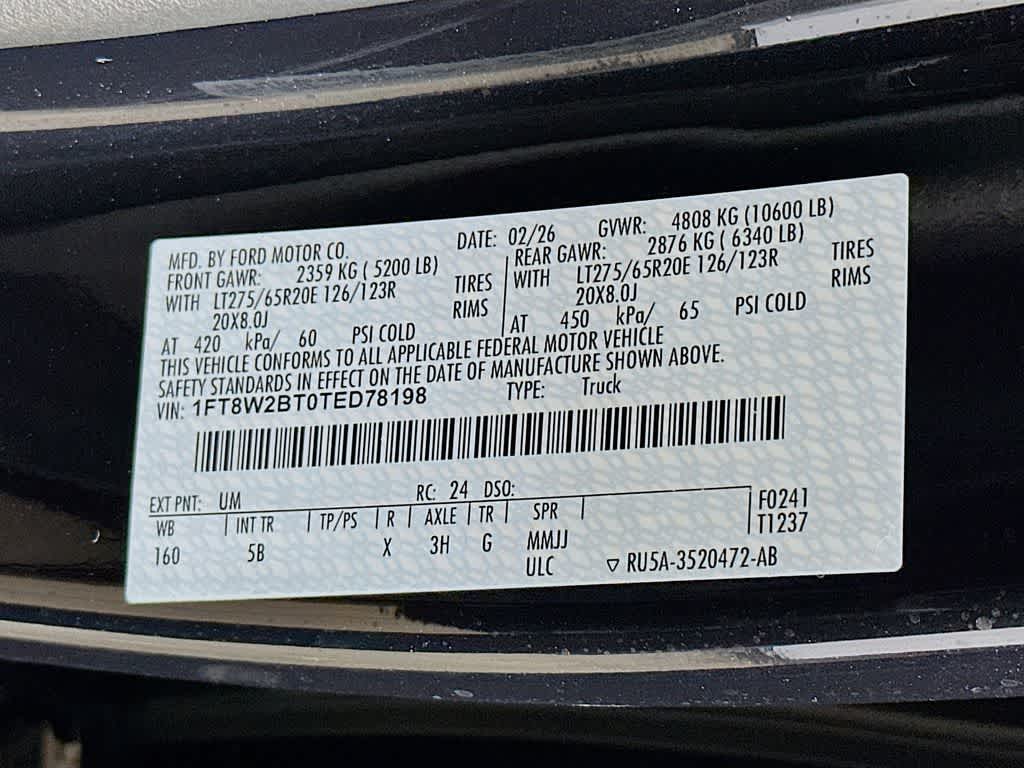 MFD. BY FORD MOTOR CO. DATE: 02/26 GVWR: 4808 KG (10600 LB)
FRONT GAWR: 2359 KG ( 5200 LB) REAR GAWR: 2876 KG ( 6340 LB)
WITH LT275/65R20E 126/123R TIRES WITH LT275/65R20E 126/123R TIRES
20X8.0J RIMS 20X8.0J RIMS
AT 420 kPa/ 60 PSI COLD AT 450 kPa/ 65 PSI COLD
THIS VEHICLE CONFORMS TO ALL APPLICABLE FEDERAL MOTOR VEHICLE
SAFETY STANDARDS IN EFFECT ON THE DATE OF MANUFACTURE SHOWN ABOVE.
VIN: 1FT8W2BT0TED78198 TYPE: Truck
EXT PNT: UM RC: 24 DSO:
WB INT TR TP/PS R AXLE TR SPR F0241
160 5B X 3H G MMJJ T1237
ULC RU5A-3520472-AB